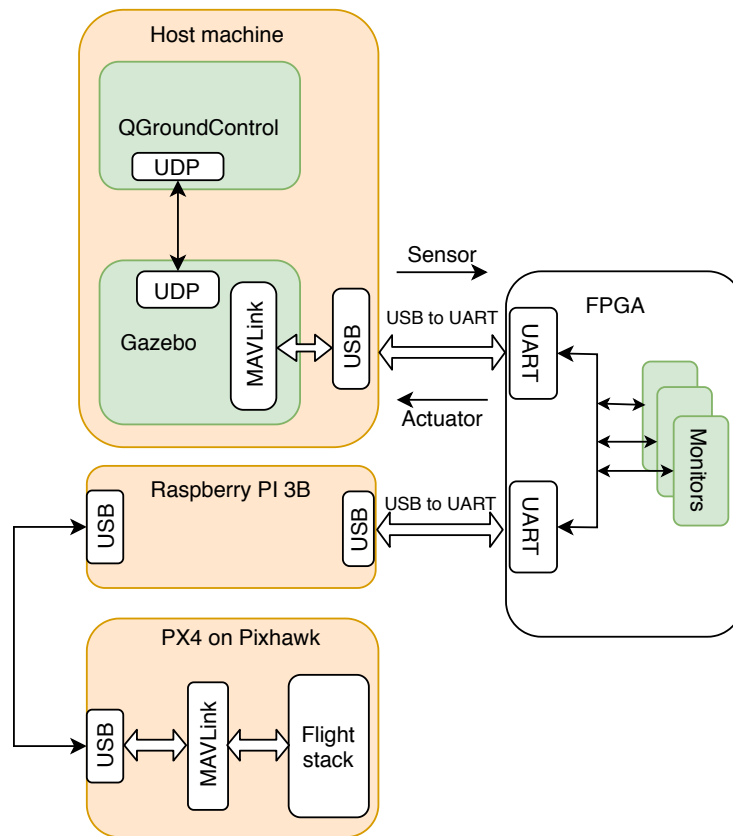 Host machine
QGroundControl
UDP
UDP
Gazebo
MAVLink
USB
Sensor
USB to UART
Actuator
FPGA
UART
Monitors
UART
Raspberry PI 3B
USB
USB
USB to UART
PX4 on Pixhawk
USB
MAVLink
Flight
stack